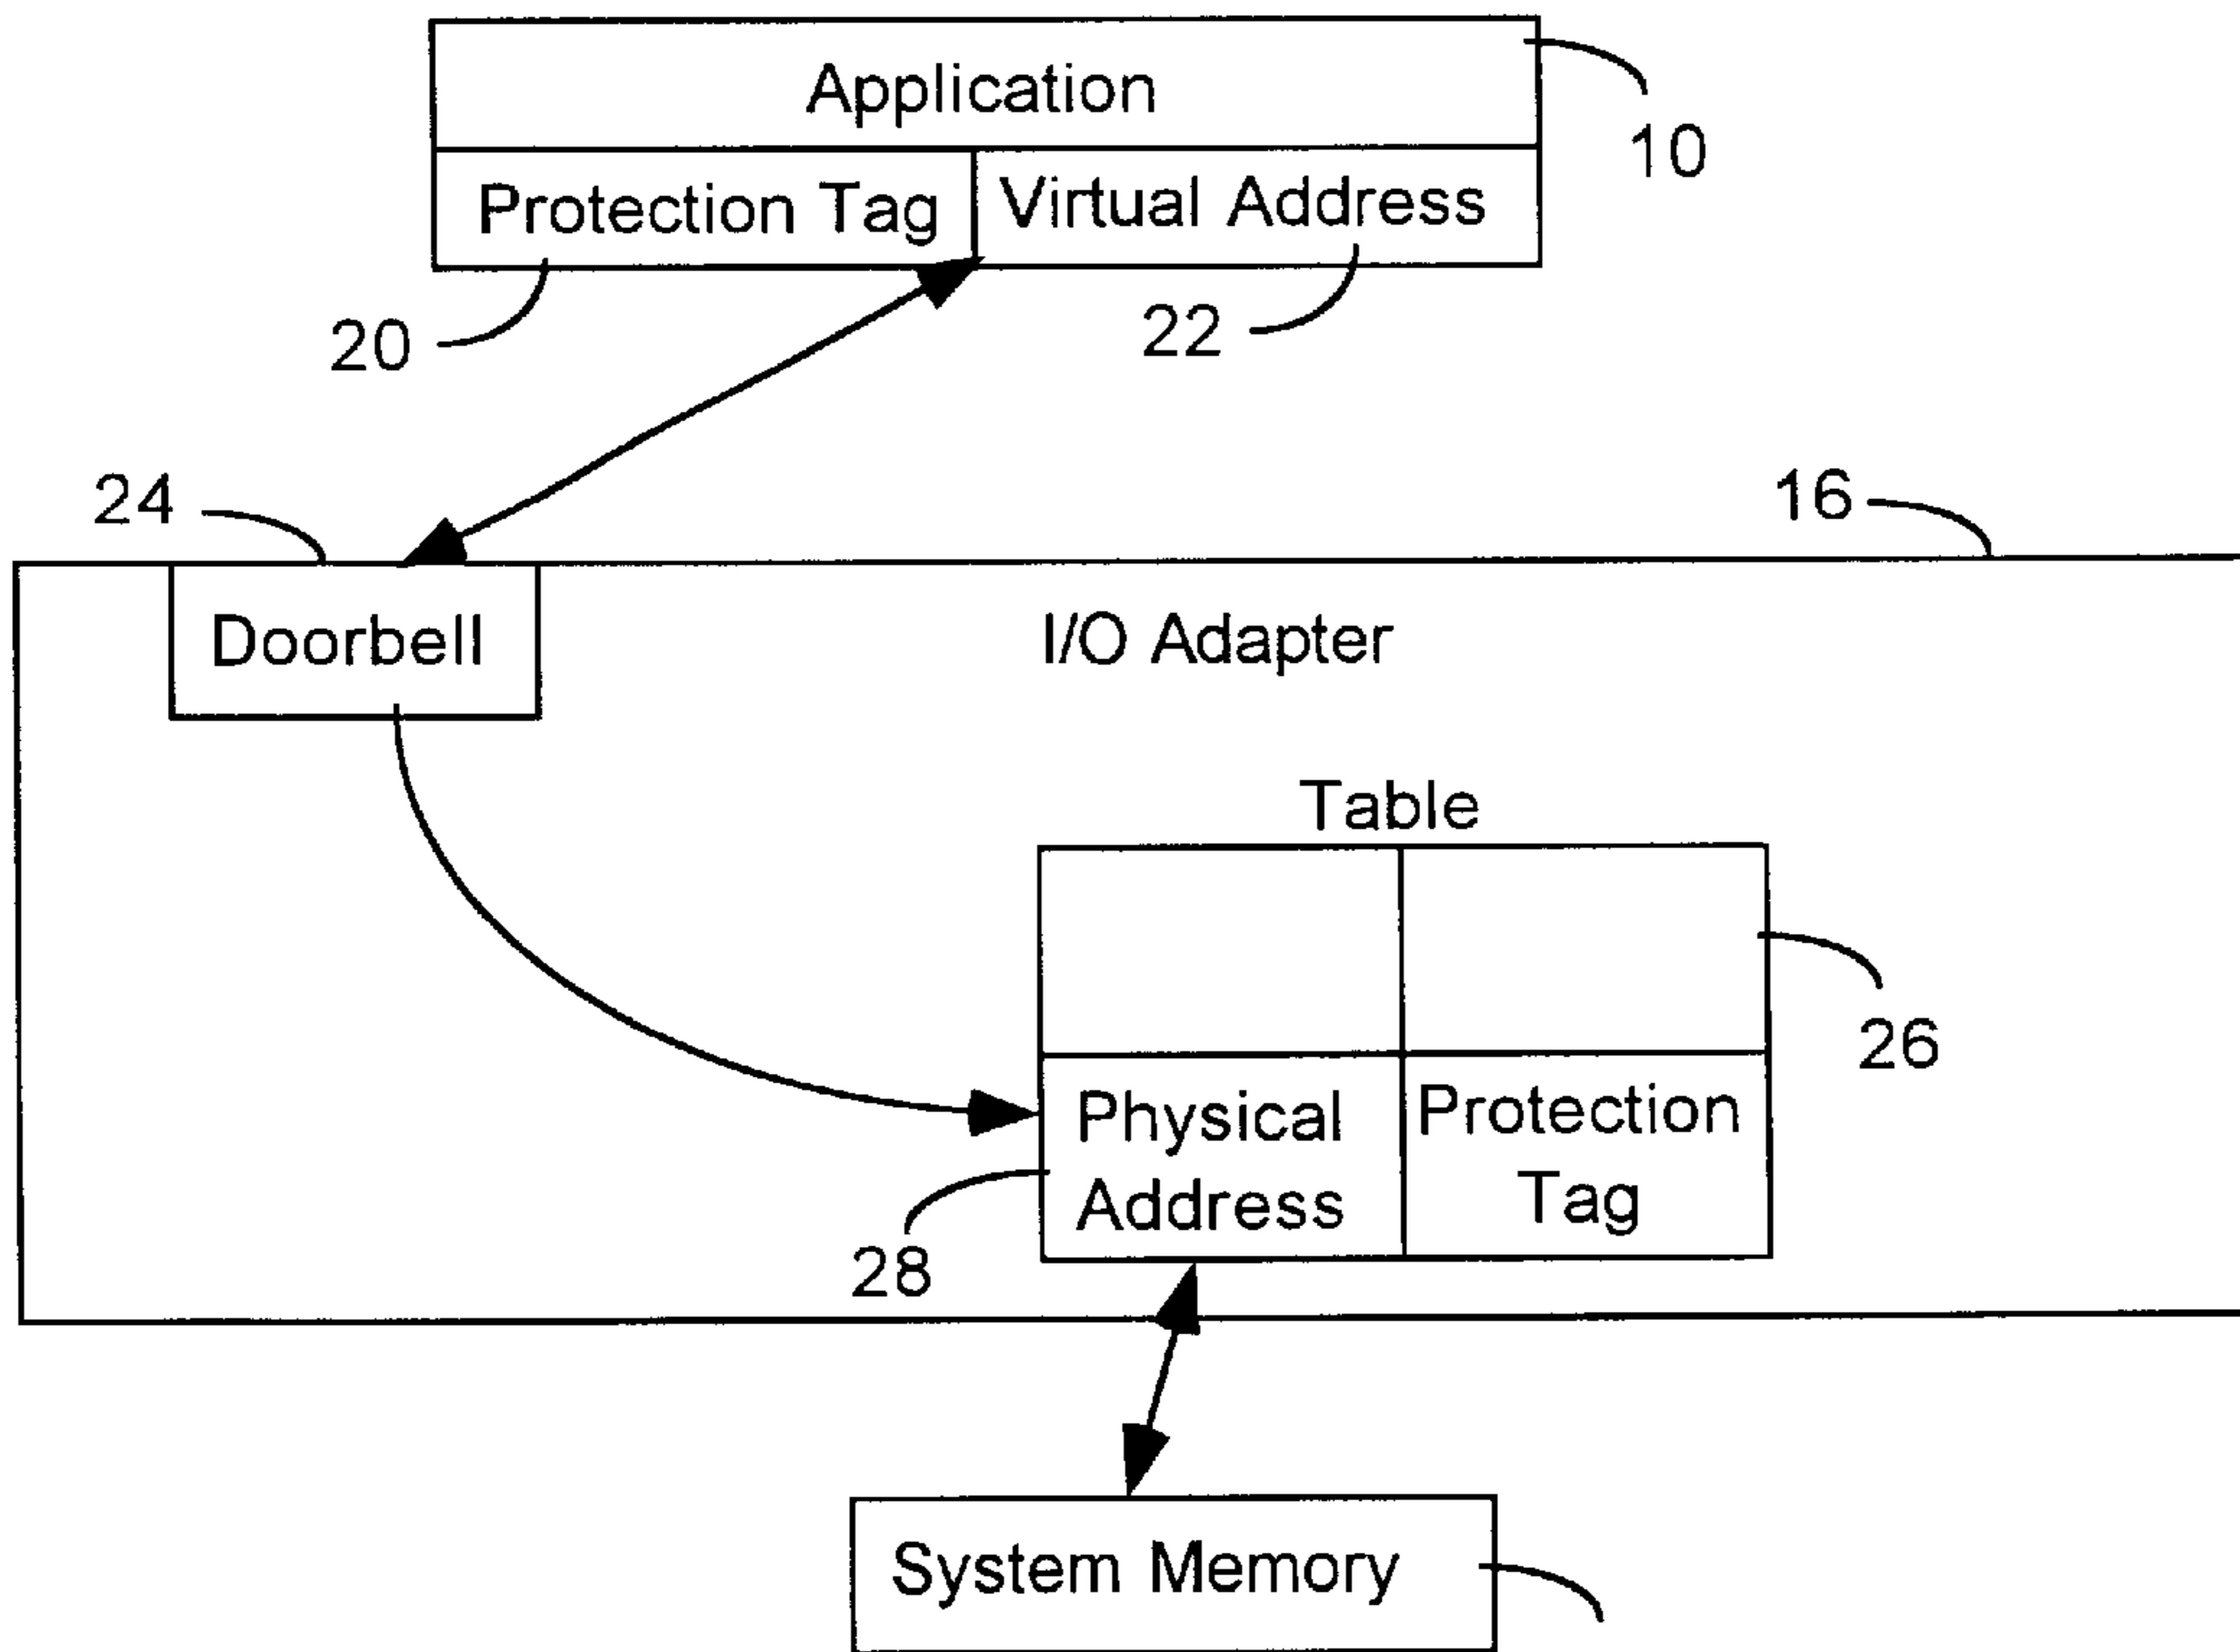 Application
10
Protection Tag
Virtual Address
20
22
24
16
Doorbell
I/O Adapter
Table
26
Physical
Address
Protection
Tag
28
System Memory